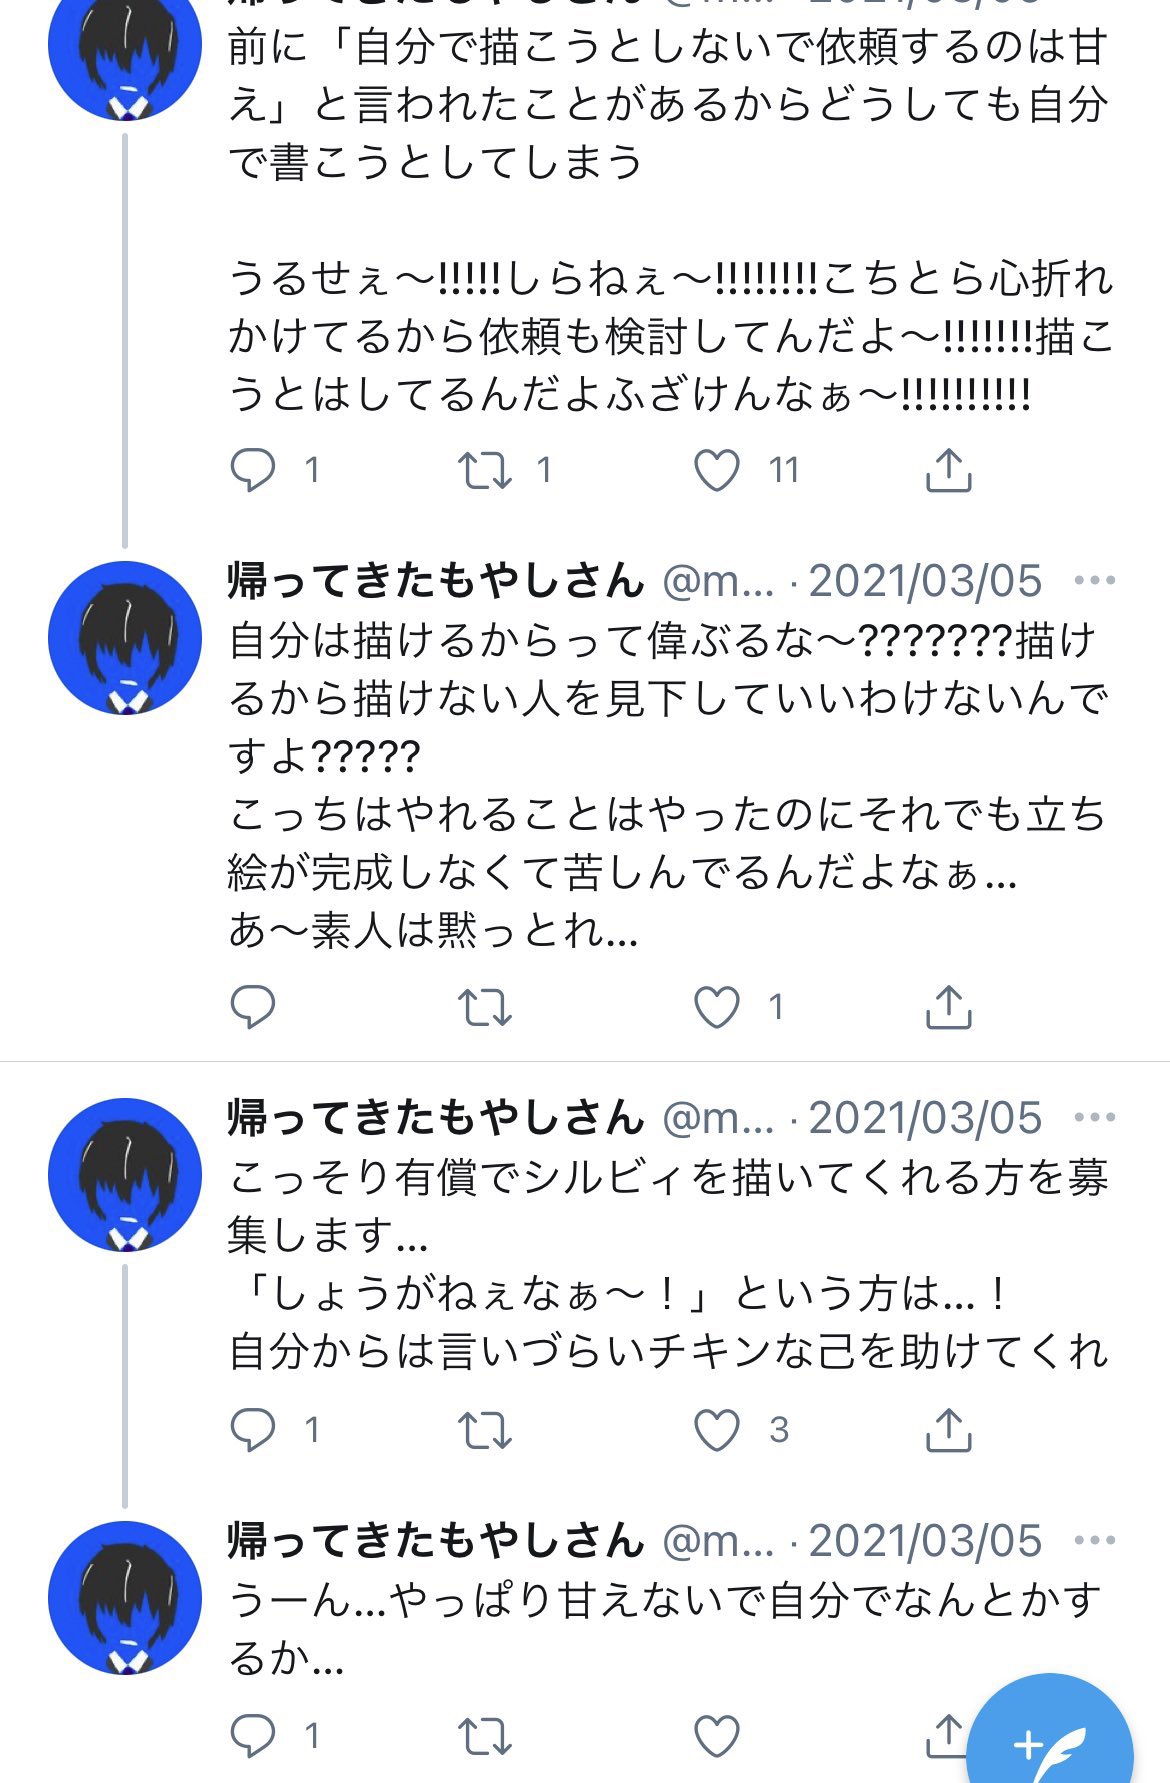 帰ってきたもやしさん @m... · 2021/03/05
前に「自分で描こうとしないで依頼するのは甘
え」と言われたことがあるからどうしても自分
で書こうとしてしまう
うるせぇ〜!!!!!しらねぇ〜!!!!!!!!こちとら心折れ
かけてるから依頼も検討してんだよ〜!!!!!!!描こ
うとはしてるんだよふざけんなぁ〜!!!!!!!!!!
1 1 11
帰ってきたもやしさん @m... · 2021/03/05
自分は描けるからって偉ぶるな〜???????描け
るから描けない人を見下していいわけないんで
すよ?????
こっちはやれることはやったのにそれでも立ち
絵が完成しなくて苦しんでるんだよなぁ...
あ〜素人は黙っとれ...
1
帰ってきたもやしさん @m... · 2021/03/05
こっそり有償でシルビィを描いてくれる方を募
集します...
「しょうがねぇなぁ〜！」という方は...！
自分からは言いづらいチキンな己を助けてくれ
1 3
帰ってきたもやしさん @m... · 2021/03/05
うーん...やっぱり甘えないで自分でなんとかす
るか...
1